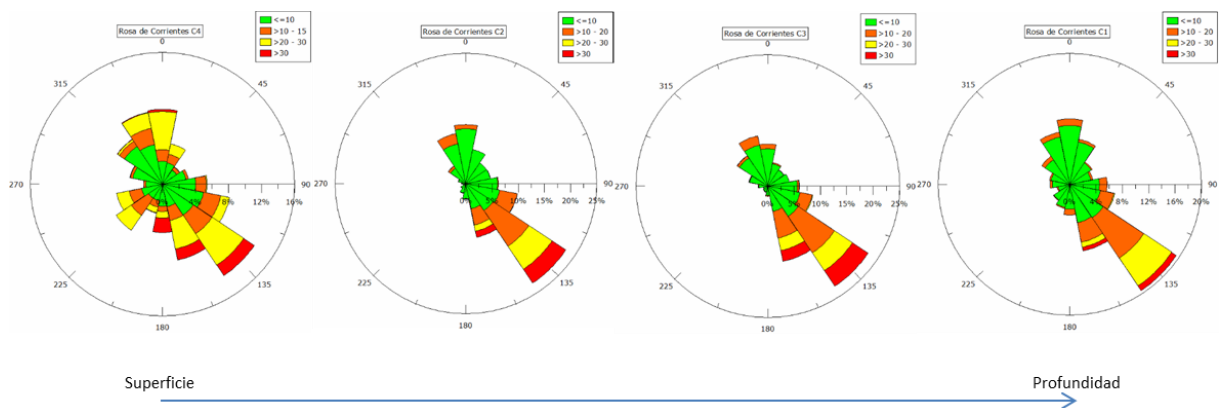 Rosa de Corrientes C4
<=10
>10 - 15
>20 - 30
>30
0
45
90
135
180
225
270
315
0% 4% 8% 12% 16%
Rosa de Corrientes C2
<=10
>10 - 20
>20 - 30
>30
0
45
90
135
180
225
270
315
0% 5% 10% 15% 20% 25%
Rosa de Corrientes C3
<=10
>10 - 20
>20 - 30
>30
0
45
90
135
180
225
270
315
0% 5% 10% 15% 20% 25%
Rosa de Corrientes C1
<=10
>10 - 20
>20 - 30
>30
0
45
90
135
180
225
270
315
0% 4% 8% 12% 16% 20%
Superficie
Profundidad